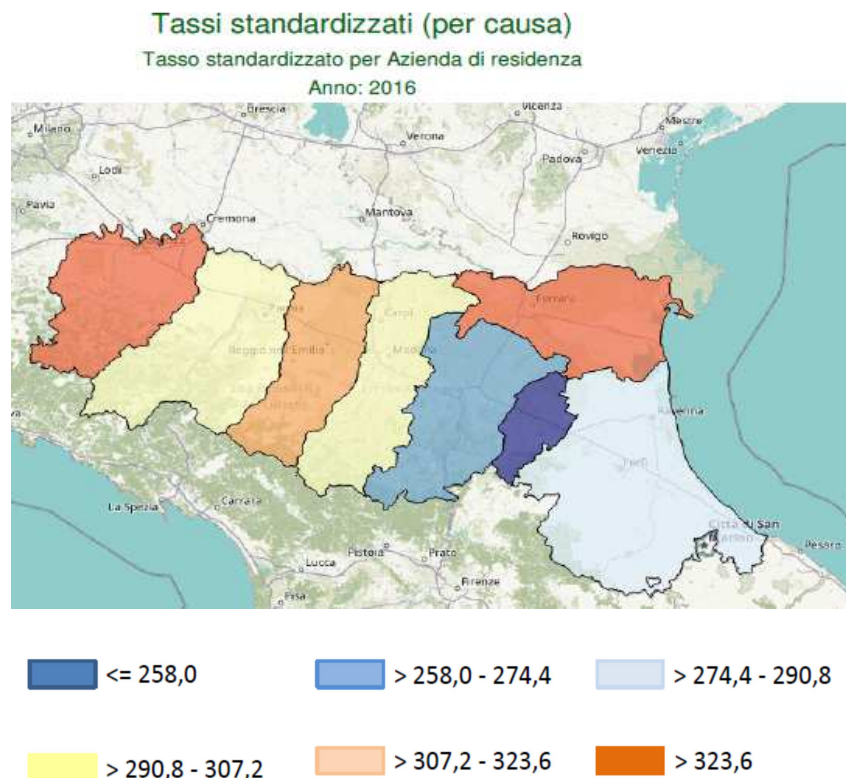 Tassi standardizzati (per causa)
Tasso standardizzato per Azienda di residenza
Anno: 2016
Brescia
Vicenza
Milano
Verona
Mestre
Padova
Venezia
Lodi
Pavia
Cremona
Mantova
Rovigo
Ferrara
Parma
Carpi
Reggio nell'Emilia
Modena
Ravenna
Forlì
La Spezia
Carrara
Città di San
Marino
Pesaro
Pistoia
Prato
Lucca
Firenze
Pisa
<= 258,0
> 258,0 - 274,4
> 274,4 - 290,8
> 290,8 - 307,2
> 307,2 - 323,6
> 323,6